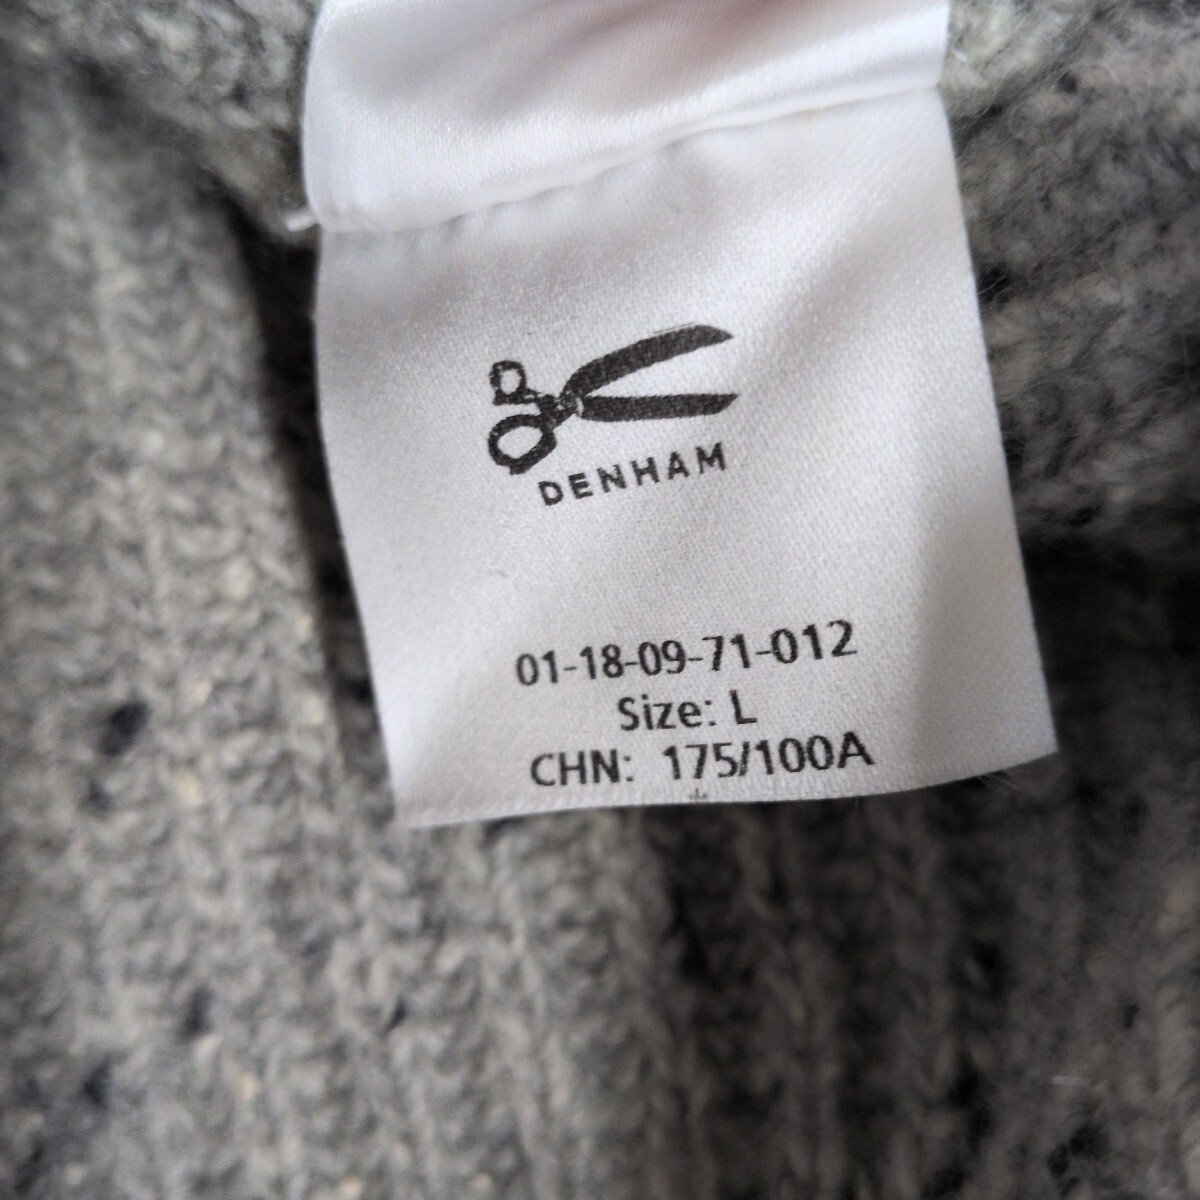 DENHAM
01-18-09-71-012
Size: L
CHN: 175/100A